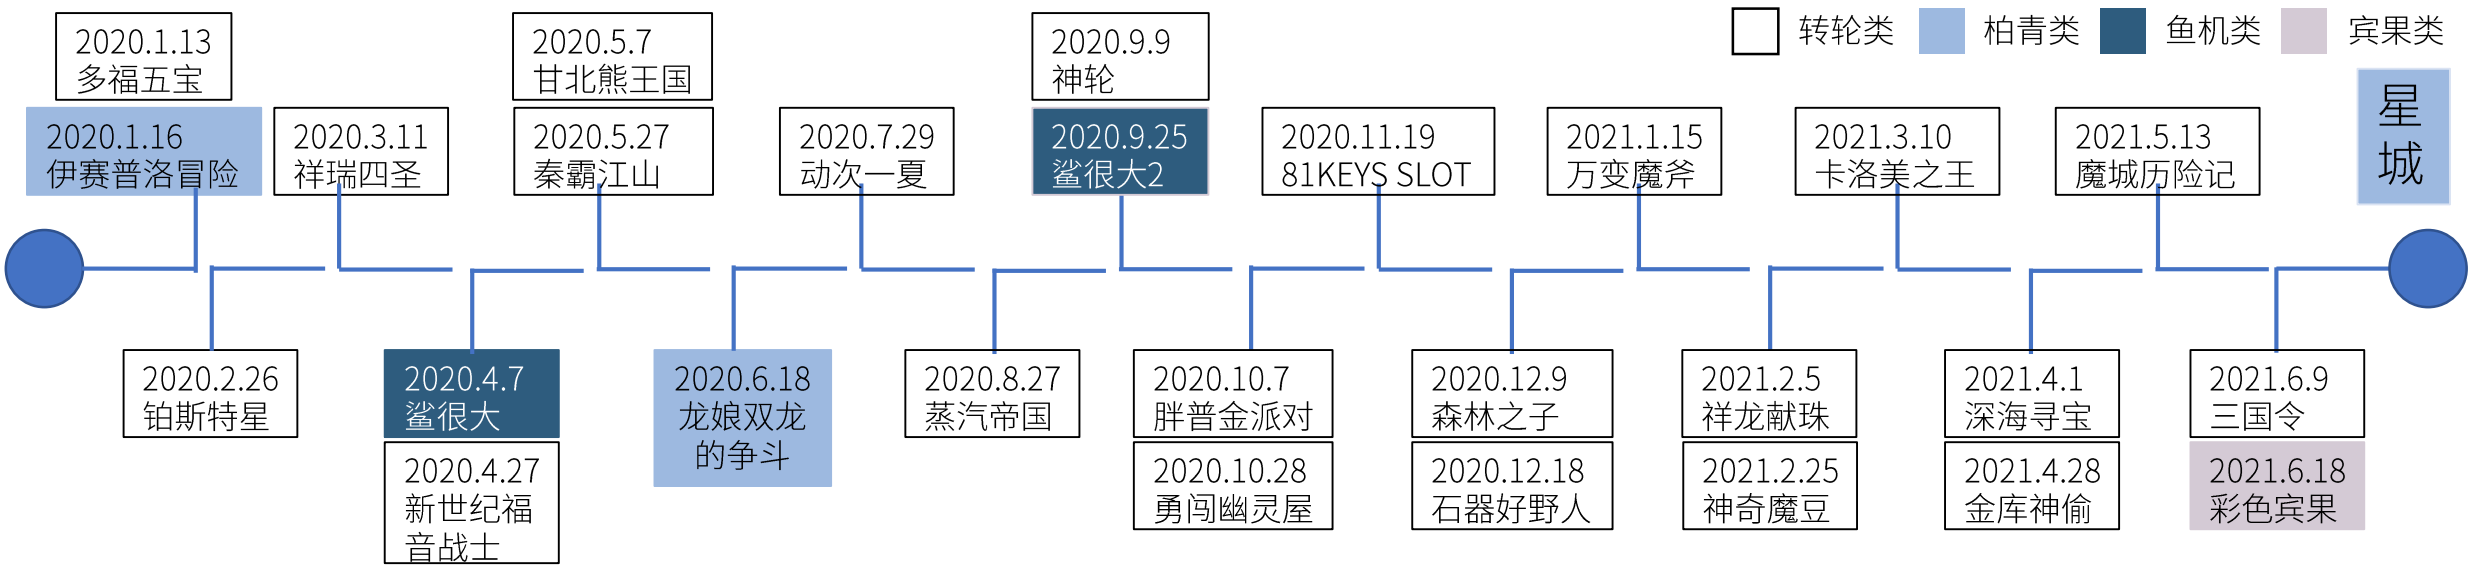 转轮类
柏青类
鱼机类
宾果类
2020.1.13
多福五宝
2020.1.16
伊赛普洛冒险
2020.2.26
铂斯特星
2020.3.11
祥瑞四圣
2020.4.7
鲨很大
2020.4.27
新世纪福
音战士
2020.5.7
甘北熊王国
2020.5.27
秦霸江山
2020.6.18
龙娘双龙
的争斗
2020.7.29
动次一夏
2020.8.27
蒸汽帝国
2020.9.9
神轮
2020.9.25
鲨很大2
2020.10.7
胖普金派对
2020.10.28
勇闯幽灵屋
2020.11.19
81KEYS SLOT
2020.12.9
森林之子
2020.12.18
石器好野人
2021.1.15
万变魔斧
2021.2.5
祥龙献珠
2021.2.25
神奇魔豆
2021.3.10
卡洛美之王
2021.4.1
深海寻宝
2021.4.28
金库神偷
2021.5.13
魔城历险记
2021.6.9
三国令
2021.6.18
彩色宾果
星
城